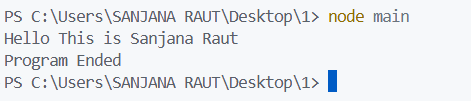 PS C:\Users\SANJANA RAUT\Desktop\1> node main
Hello This is Sanjana Raut
Program Ended
PS C:\Users\SANJANA RAUT\Desktop\1>